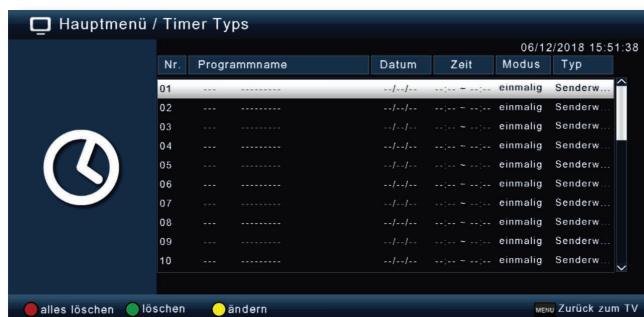 Hauptmenü / Timer Typs
06/12/2018 15:51:38
Nr. Programmname Datum Zeit Modus Typ
01 --- --------- --/--/-- --:-- ~ --:-- einmalig Senderw...
02 --- --------- --/--/-- --:-- ~ --:-- einmalig Senderw...
03 --- --------- --/--/-- --:-- ~ --:-- einmalig Senderw...
04 --- --------- --/--/-- --:-- ~ --:-- einmalig Senderw...
05 --- --------- --/--/-- --:-- ~ --:-- einmalig Senderw...
06 --- --------- --/--/-- --:-- ~ --:-- einmalig Senderw...
07 --- --------- --/--/-- --:-- ~ --:-- einmalig Senderw...
08 --- --------- --/--/-- --:-- ~ --:-- einmalig Senderw...
09 --- --------- --/--/-- --:-- ~ --:-- einmalig Senderw...
10 --- --------- --/--/-- --:-- ~ --:-- einmalig Senderw...
alles löschen löschen ändern MENU Zurück zum TV